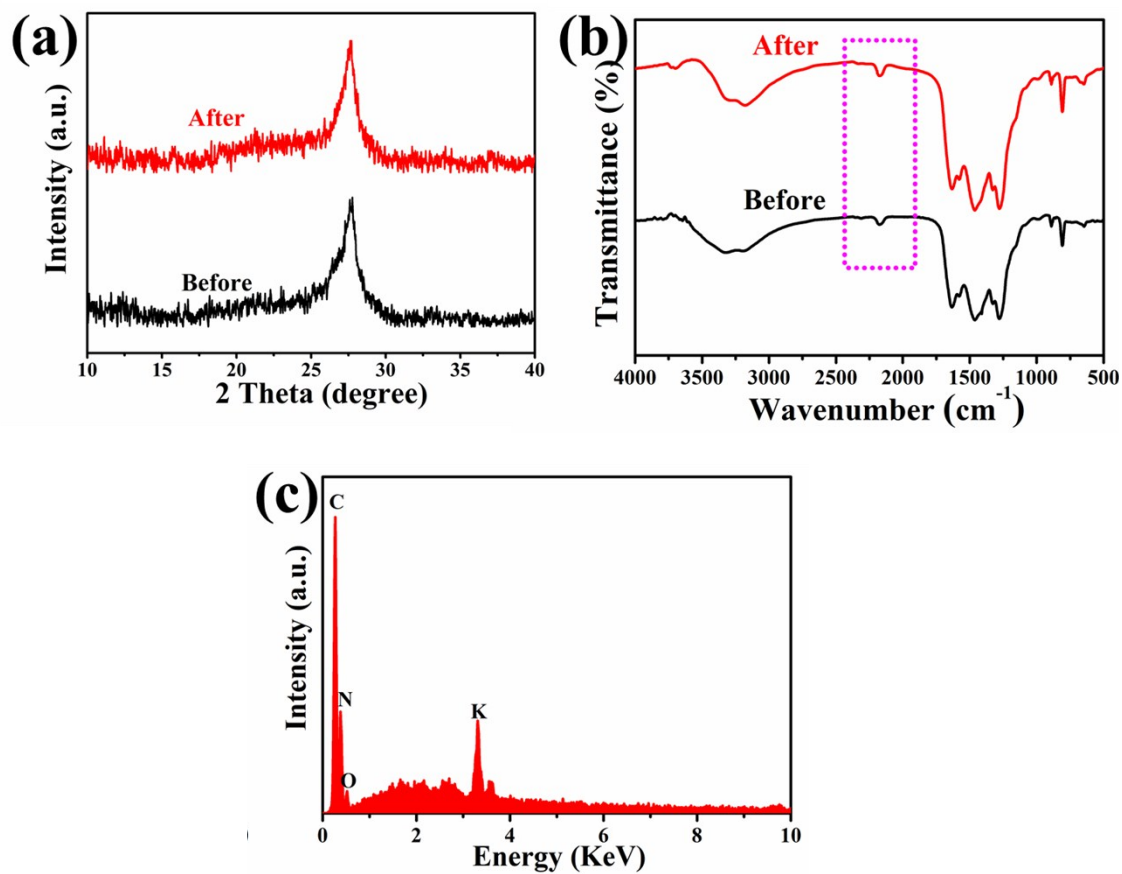 (a)
After
Before
Intensity (a.u.)
10 15 20 25 30 35 40
2 Theta (degree)
(b)
After
Before
Transmittance (%)
4000 3500 3000 2500 2000 1500 1000 500
Wavenumber (cm⁻¹)
(c)
C
N
O
K
Intensity (a.u.)
0 2 4 6 8 10
Energy (KeV)